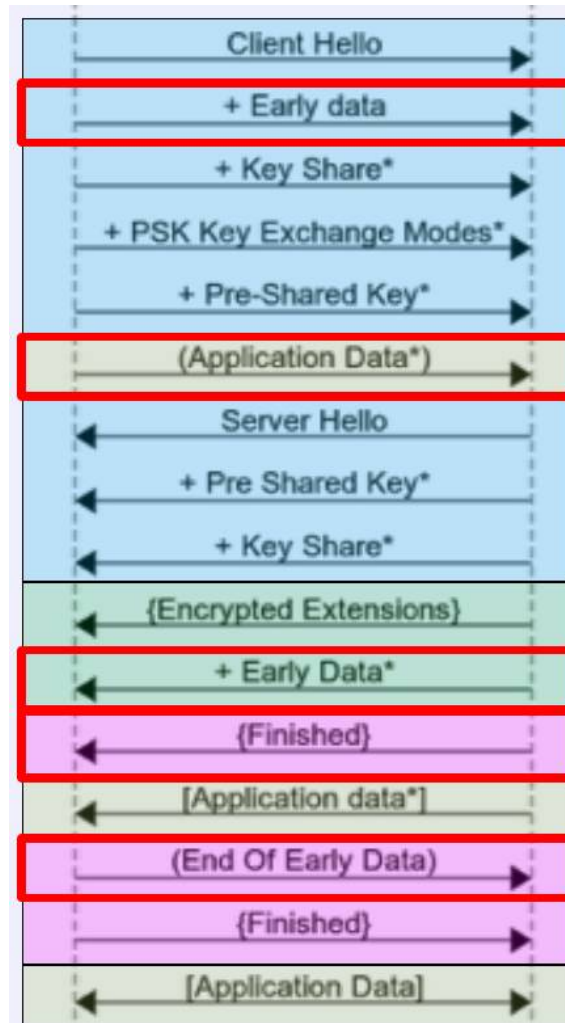 Client Hello
+ Early data
+ Key Share*
+ PSK Key Exchange Modes*
+ Pre-Shared Key*
(Application Data*)
Server Hello
+ Pre Shared Key*
+ Key Share*
{Encrypted Extensions}
+ Early Data*
{Finished}
[Application data*]
(End Of Early Data)
{Finished}
[Application Data]